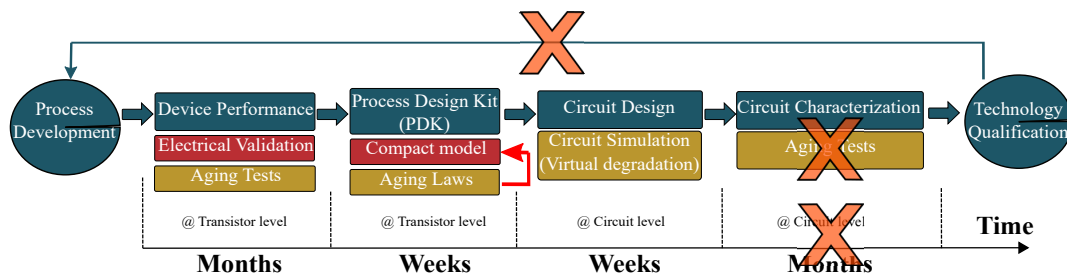 Process
Development
Device Performance
Electrical Validation
Aging Tests
Process Design Kit
(PDK)
Compact model
Aging Laws
Circuit Design
Circuit Simulation
(Virtual degradation)
Circuit Characterization
Aging Tests
Technology
Qualification
@ Transistor level
@ Transistor level
@ Circuit level
@ Circuit level
Time
Months
Weeks
Weeks
Months